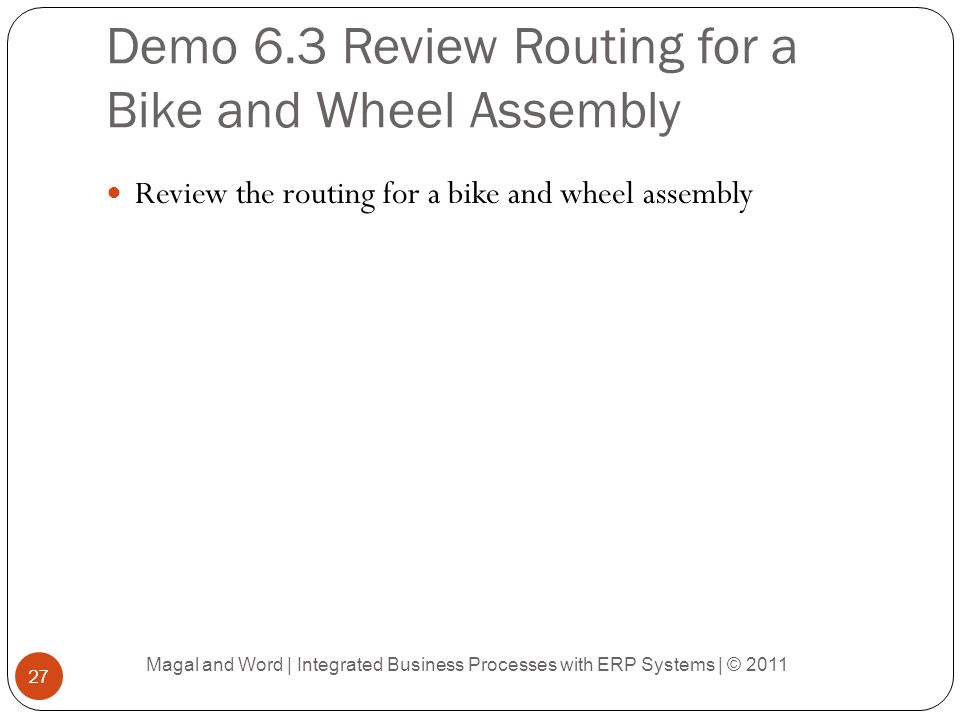 Demo 6.3 Review Routing for a
Bike and Wheel Assembly
Review the routing for a bike and wheel assembly
27
Magal and Word | Integrated Business Processes with ERP Systems | © 2011